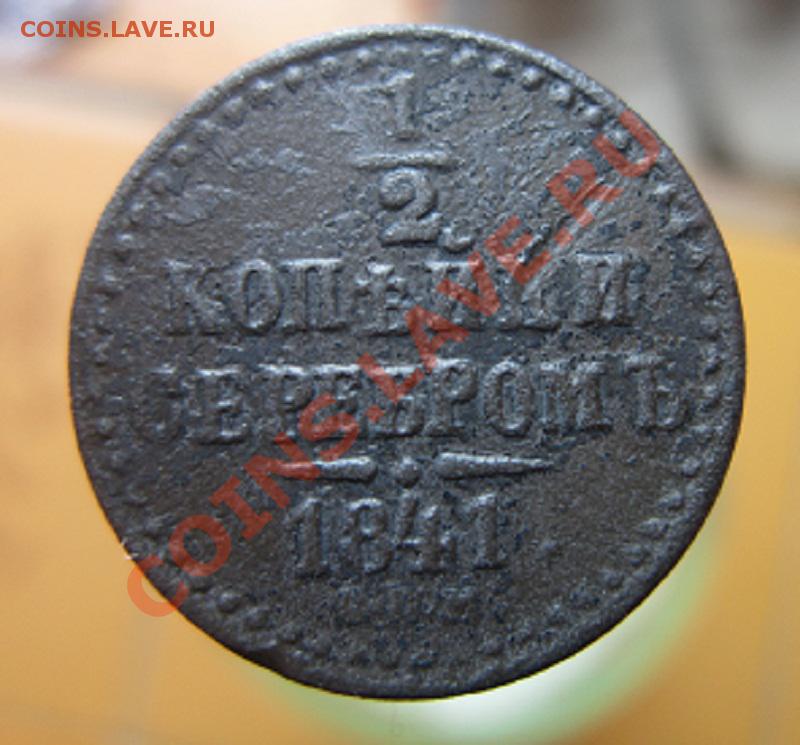 COINS.LAVE.RU
1
2
КОПѢЙКИ
СЕРЕБРОМЪ
1841
COINS.LAVE.RU